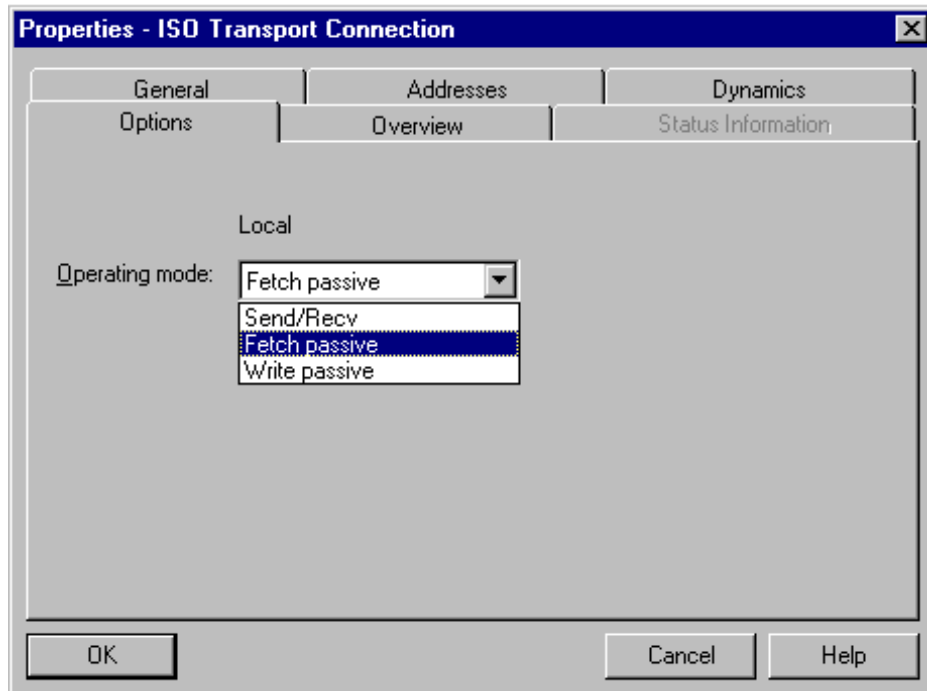 Properties - ISO Transport Connection
General Addresses Dynamics
Options Overview Status Information
Local
Operating mode: Fetch passive
Send/Recv
Fetch passive
Write passive
OK Cancel Help